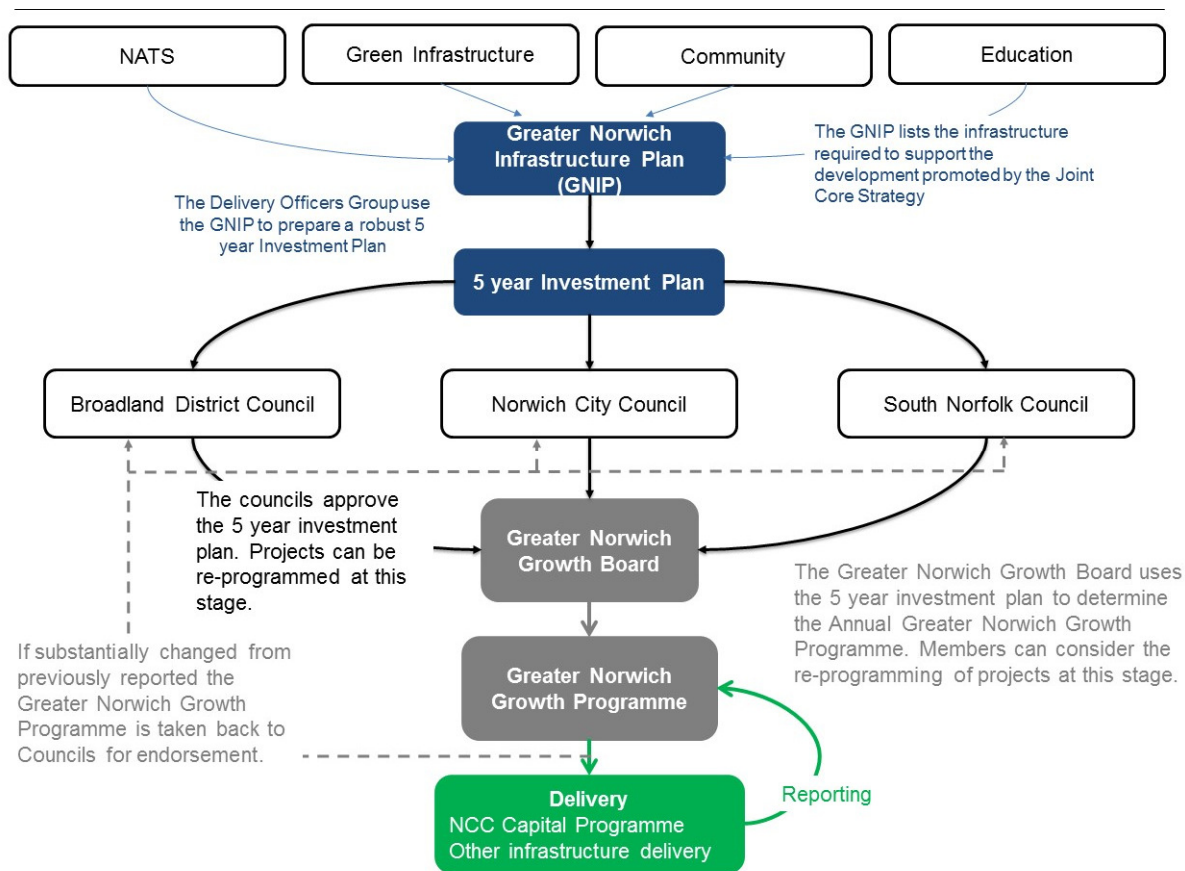 NATS
Green Infrastructure
Community
Education
Greater Norwich
Infrastructure Plan
(GNIP)
The GNIP lists the infrastructure
required to support the
development promoted by the Joint
Core Strategy
The Delivery Officers Group use
the GNIP to prepare a robust 5
year Investment Plan
5 year Investment Plan
Broadland District Council
Norwich City Council
South Norfolk Council
The councils approve
the 5 year investment
plan. Projects can be
re-programmed at this
stage.
Greater Norwich
Growth Board
The Greater Norwich Growth Board uses
the 5 year investment plan to determine
the Annual Greater Norwich Growth
Programme. Members can consider the
re-programming of projects at this stage.
If substantially changed from
previously reported the
Greater Norwich Growth
Programme is taken back to
Councils for endorsement.
Greater Norwich
Growth Programme
Reporting
Delivery
NCC Capital Programme
Other infrastructure delivery